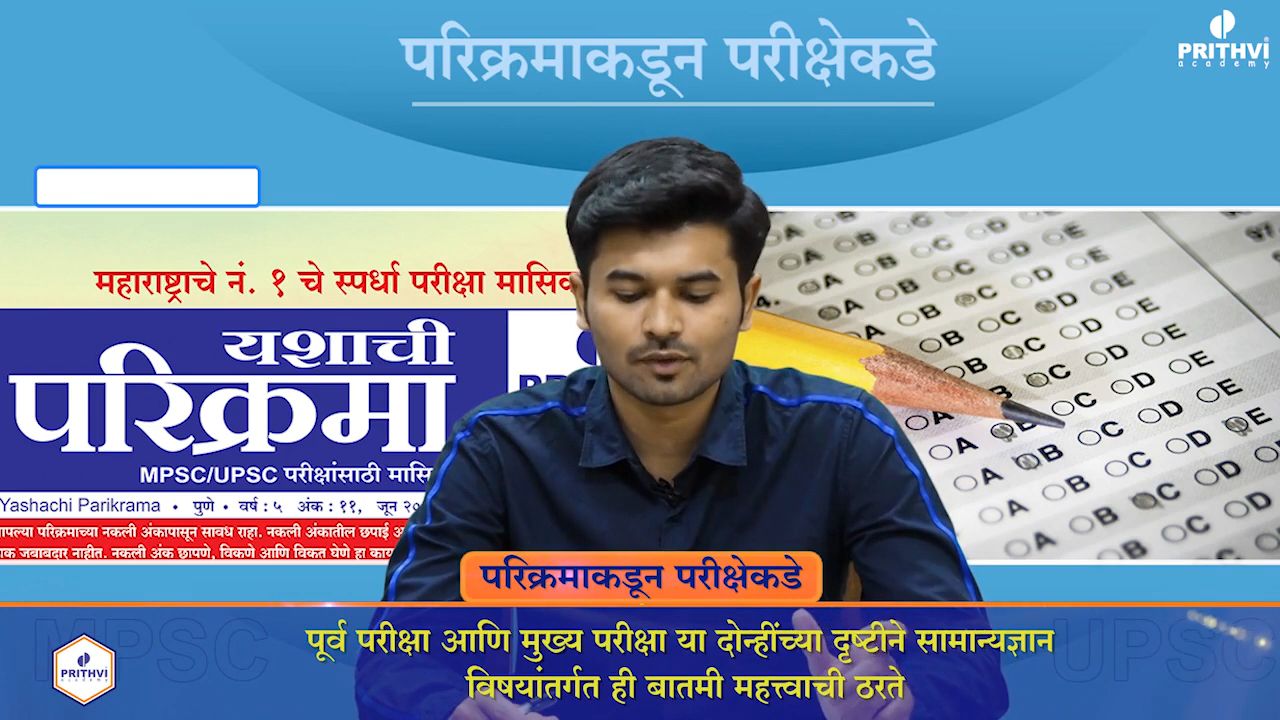 परिक्रमाकडून परीक्षेकडे
PRITHVi
academy
महाराष्ट्राचे नं. १ चे स्पर्धा परीक्षा मासिक
यशाची
परिक्रमा
MPSC/UPSC परीक्षांसाठी
Yashachi Parikrama • पुणे • वर्ष : ५ अंक : ११, जून
परिक्रमाच्या नकली अंकापासून सावध राहा. नकली अंकातील छपाई
जबाबदार नाहीत. नकली अंक छापणे, विकणे आणि विकत घेणे हा
परिक्रमाकडून परीक्षेकडे
MPSC
UPSC
PRITHVi
academy
पूर्व परीक्षा आणि मुख्य परीक्षा या दोन्हींच्या दृष्टीने सामान्यज्ञान
विषयांतर्गत ही बातमी महत्त्वाची ठरते